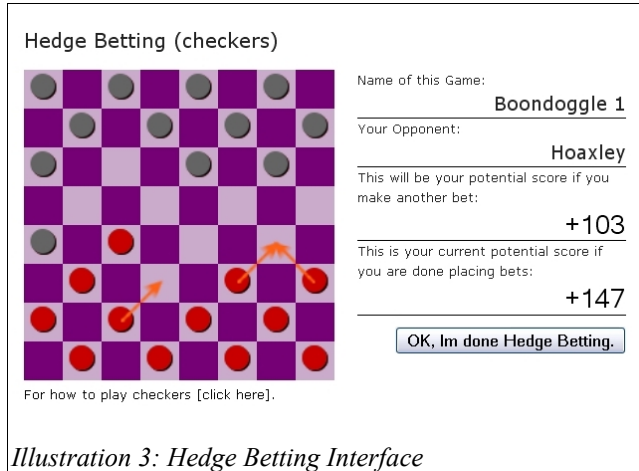 Hedge Betting (checkers)
Name of this Game:
Boondoggle 1
Your Opponent:
Hoaxley
This will be your potential score if you
make another bet:
+103
This is your current potential score if
you are done placing bets:
+147
OK, Im done Hedge Betting.
For how to play checkers [click here].
Illustration 3: Hedge Betting Interface